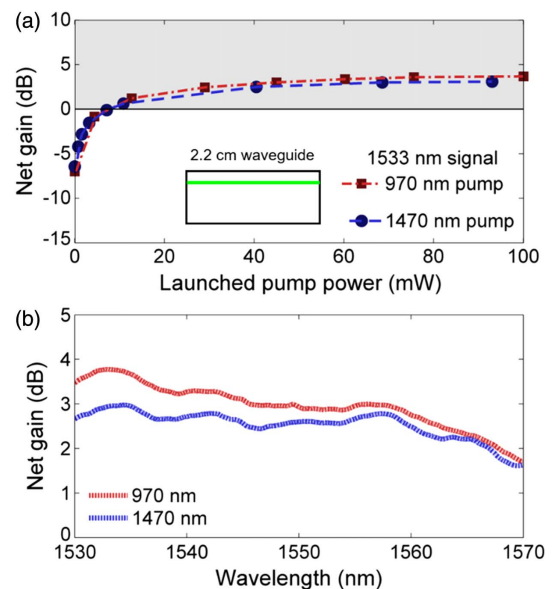 (a)
10
5
0
-5
-10
-15
Net gain (dB)
2.2 cm waveguide
1533 nm signal
970 nm pump
1470 nm pump
0 20 40 60 80 100
Launched pump power (mW)
(b)
5
4
3
2
1
0
Net gain (dB)
970 nm
1470 nm
1530 1540 1550 1560 1570
Wavelength (nm)